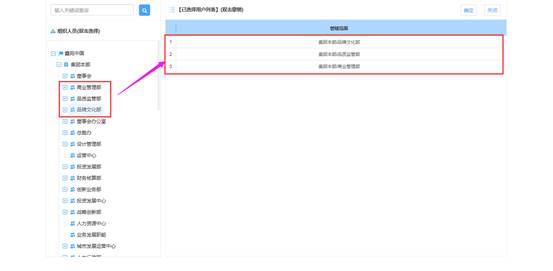 输入关键词查询
组织人员(双击选择)
鑫苑中国
集团本部
董事会
商业管理部
品质监管部
品牌文化部
董事会办公室
总裁办
设计管理部
运营中心
投资发展部
财务核算部
创新业务部
投资发展中心
战略创新部
人力资源中心
业务发展职能
城市发展运营中心
【已选择用户列表】(双击撤销)
确定
关闭
管辖范围
1 集团本部/品牌文化部
2 集团本部/品质监管部
3 集团本部/商业管理部